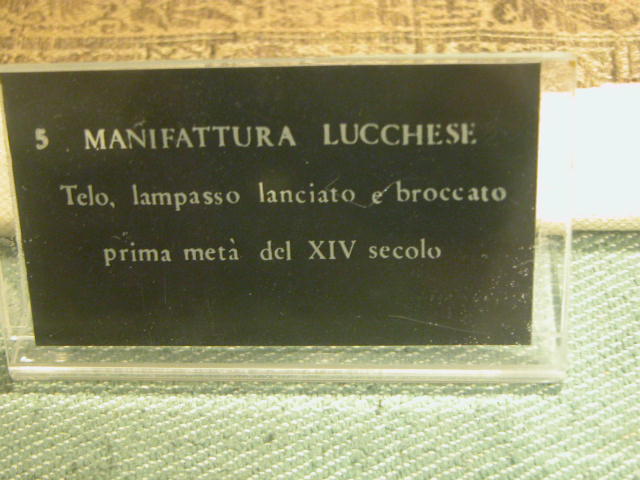 5 MANIFATTURA LUCCHESE
Telo, lampasso lanciato e broccato
prima metà del XIV secolo